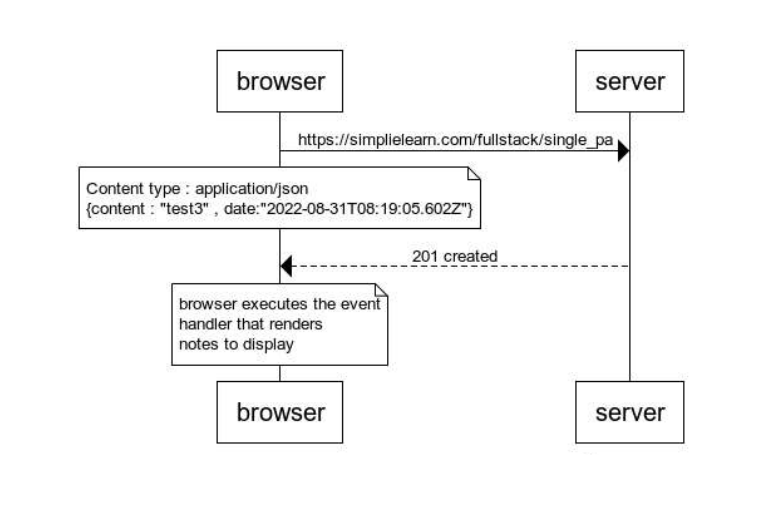 browser
server
https://simplielearn.com/fullstack/single_pa
Content type : application/json
{content : "test3" , date:"2022-08-31T08:19:05.602Z"}
201 created
browser executes the event
handler that renders
notes to display
browser
server